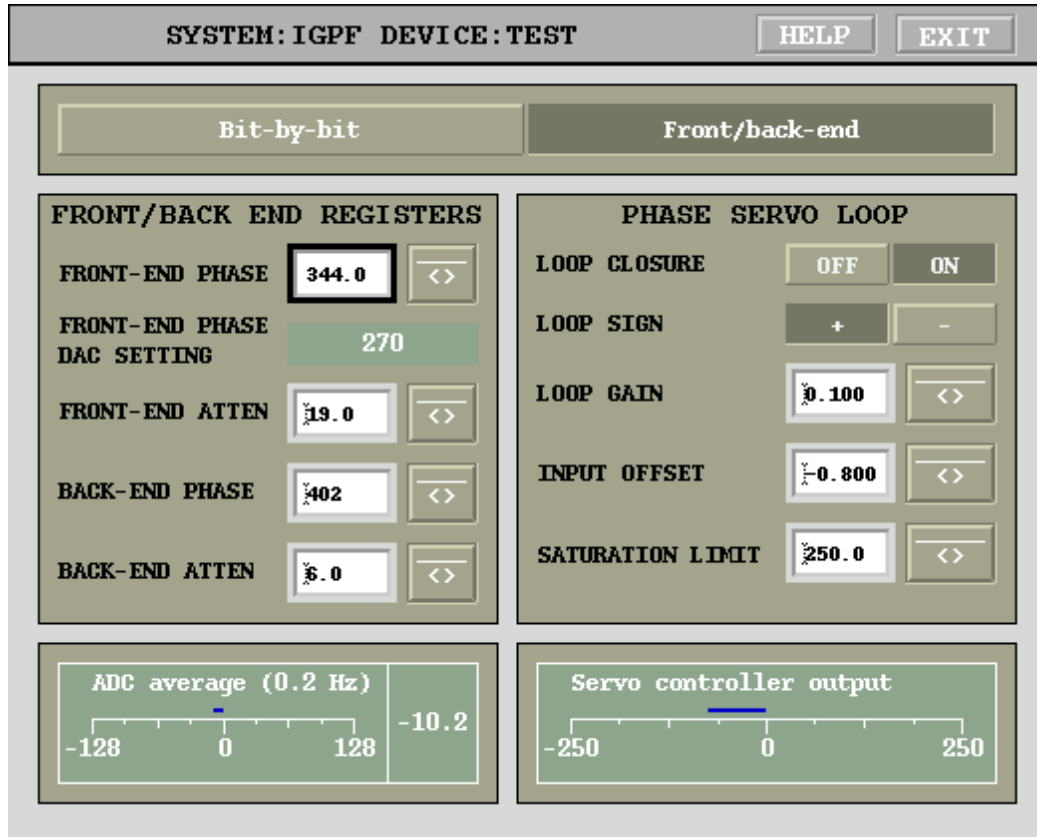 SYSTEM:IGPF DEVICE:TEST HELP EXIT
Bit-by-bit Front/back-end
FRONT/BACK END REGISTERS
FRONT-END PHASE 344.0 <>
FRONT-END PHASE
DAC SETTING 270
FRONT-END ATTEN 19.0 <>
BACK-END PHASE 402 <>
BACK-END ATTEN 6.0 <>
PHASE SERVO LOOP
LOOP CLOSURE OFF ON
LOOP SIGN + -
LOOP GAIN 0.100 <>
INPUT OFFSET -0.800 <>
SATURATION LIMIT 250.0 <>
ADC average (0.2 Hz)
-10.2
-128 0 128
Servo controller output
-250 0 250